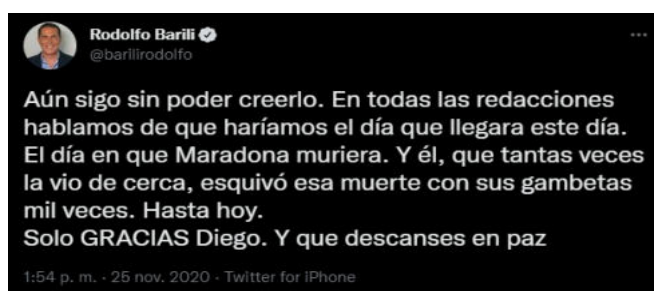 Rodolfo Barili
@barilirodolfo
Aún sigo sin poder creerlo. En todas las redacciones
hablamos de que haríamos el día que llegara este día.
El día en que Maradona muriera. Y él, que tantas veces
la vio de cerca, esquivó esa muerte con sus gambetas
mil veces. Hasta hoy.
Solo GRACIAS Diego. Y que descanses en paz
1:54 p. m. · 25 nov. 2020 · Twitter for iPhone